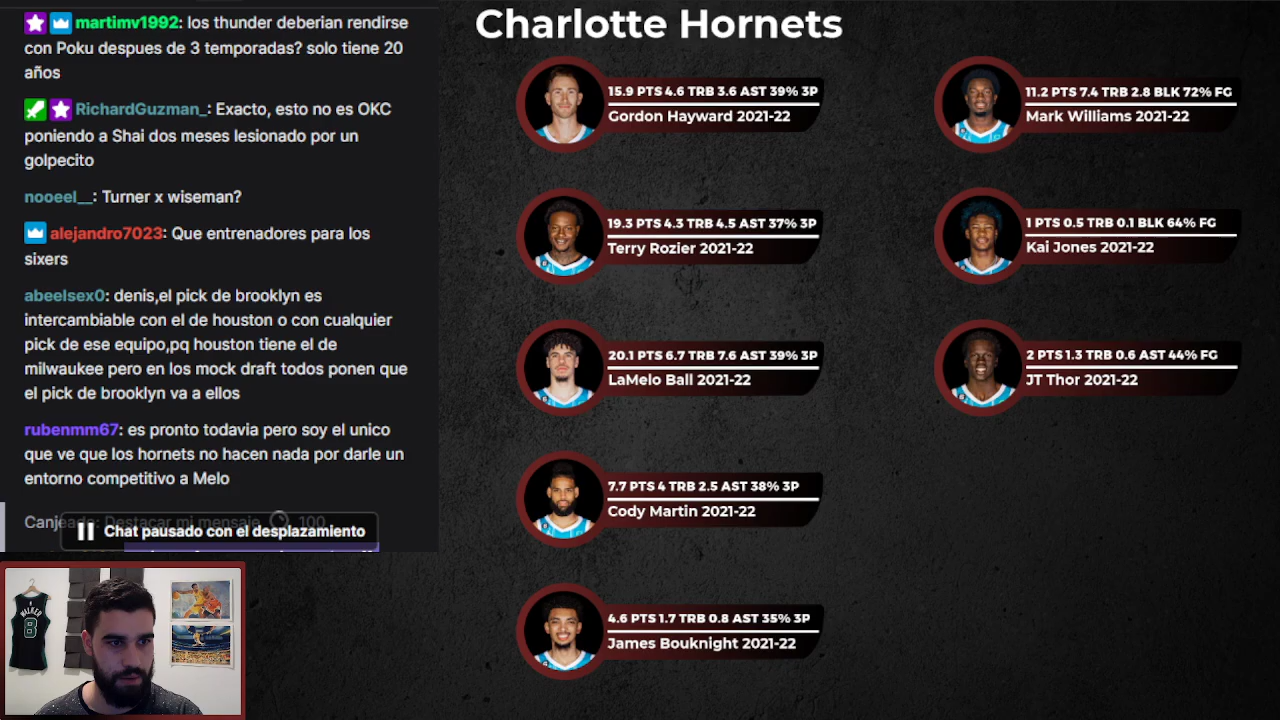 martimv1992: los thunder deberian rendirse
con Poku despues de 3 temporadas? solo tiene 20
años
RichardGuzman_: Exacto, esto no es OKC
poniendo a Shai dos meses lesionado por un
golpecito
nooeel__: Turner x wiseman?
alejandro7023: Que entrenadores para los
sixers
abeelsex0: denis,el pick de brooklyn es
intercambiable con el de houston o con cualquier
pick de ese equipo,pq houston tiene el de
milwaukee pero en los mock draft todos ponen que
el pick de brooklyn va a ellos
rubenmm67: es pronto todavia pero soy el unico
que ve que los hornets no hacen nada por darle un
entorno competitivo a Melo
Canjeado: Destacar mi mensaje 100
Chat pausado con el desplazamiento
WALKER
8
Charlotte Hornets
15.9 PTS 4.6 TRB 3.6 AST 39% 3P
Gordon Hayward 2021-22
19.3 PTS 4.3 TRB 4.5 AST 37% 3P
Terry Rozier 2021-22
20.1 PTS 6.7 TRB 7.6 AST 39% 3P
LaMelo Ball 2021-22
7.7 PTS 4 TRB 2.5 AST 38% 3P
Cody Martin 2021-22
4.6 PTS 1.7 TRB 0.8 AST 35% 3P
James Bouknight 2021-22
11.2 PTS 7.4 TRB 2.8 BLK 72% FG
Mark Williams 2021-22
1 PTS 0.5 TRB 0.1 BLK 64% FG
Kai Jones 2021-22
2 PTS 1.3 TRB 0.6 AST 44% FG
JT Thor 2021-22